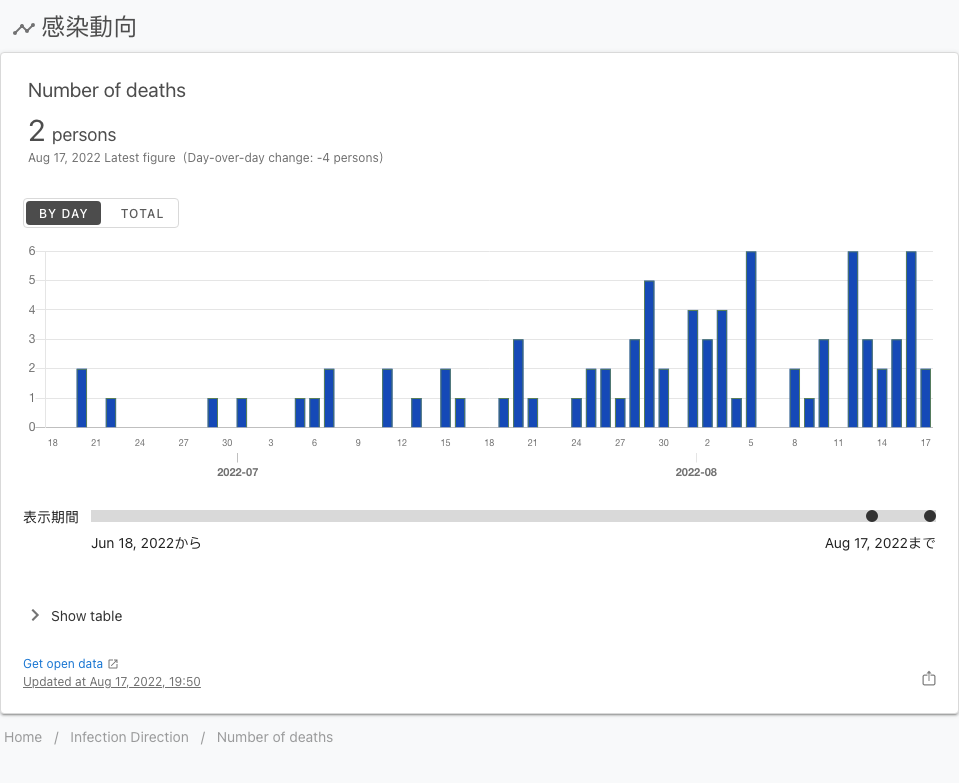 感染動向
Number of deaths
2 persons
Aug 17, 2022 Latest figure (Day-over-day change: -4 persons)
BY DAY TOTAL
6
5
4
3
2
1
0
18 21 24 27 30 3 6 9 12 15 18 21 24 27 30 2 5 8 11 14 17
2022-07 2022-08
表示期間
Jun 18, 2022から Aug 17, 2022まで
Show table
Get open data
Updated at Aug 17, 2022, 19:50
Home / Infection Direction / Number of deaths